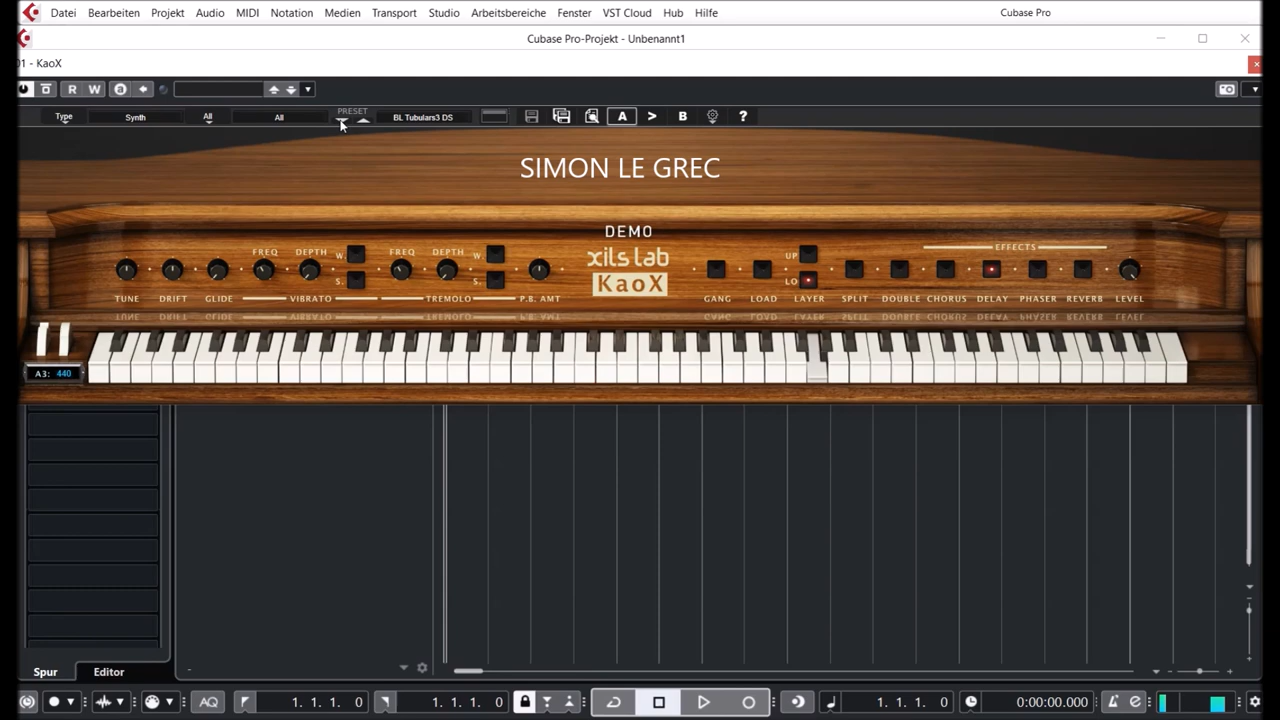 Datei Bearbeiten Projekt Audio MIDI Notation Medien Transport Studio Arbeitsbereiche Fenster VST Cloud Hub Hilfe Cubase Pro
Cubase Pro-Projekt - Unbenannt1
01 - KaoX
R W a
Type Synth All All PRESET BL Tubulars3 DS A > B ?
SIMON LE GREC
DEMO
xils lab
KaoX
FREQ DEPTH W. FREQ DEPTH W. UP EFFECTS
S. S. LO
TUNE DRIFT GLIDE VIBRATO TREMOLO P.B. AMT GANG LOAD LAYER SPLIT DOUBLE CHORUS DELAY PHASER REVERB LEVEL
A3: 440
Spur Editor -
AQ 1. 1. 1. 0 1. 1. 1. 0 1. 1. 1. 0 0:00:00.000